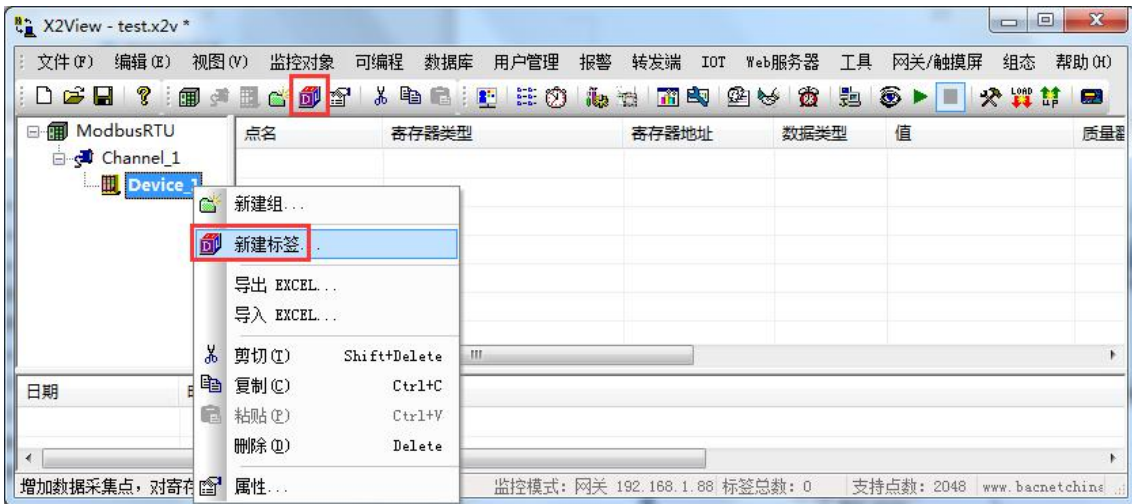 X2View - test.x2v *
文件(F) 编辑(E) 视图(V) 监控对象 可编程 数据库 用户管理 报警 转发端 IOT Web服务器 工具 网关/触摸屏 组态 帮助(H)
LOAD UP
ModbusRTU
Channel_1
Device_1
点名 寄存器类型 寄存器地址 数据类型 值
新建组...
新建标签...
导出 EXCEL...
导入 EXCEL...
剪切(T) Shift+Delete
复制(C) Ctrl+C
粘贴(P) Ctrl+V
删除(D) Delete
属性...
日期
增加数据采集点，对寄存 监控模式: 网关 192.168.1.88 标签总数: 0 支持点数: 2048 www.bacnetchina